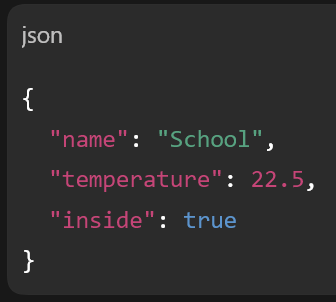 json
{
"name": "School",
"temperature": 22.5,
"inside": true
}